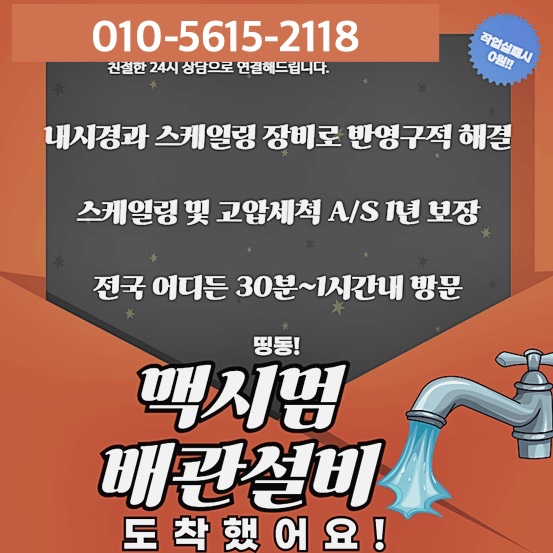 010-5615-2118
친절한 24시 상담으로 연결해드립니다.
작업실패시
0원!!
내시경과 스케일링 장비로 반영구적 해결
스케일링 및 고압세척 A/S 1년 보장
전국 어디든 30분~1시간내 방문
띵동!
맥시멈
배관설비
도착했어요!